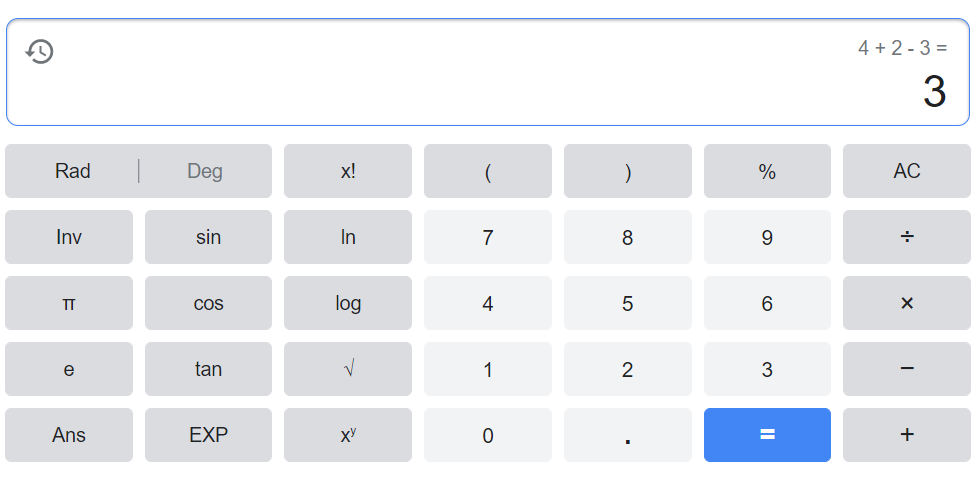 4 + 2 - 3 =
3
Rad | Deg x! ( ) % AC
Inv sin ln 7 8 9 ÷
π cos log 4 5 6 ×
e tan √ 1 2 3 −
Ans EXP xʸ 0 . = +